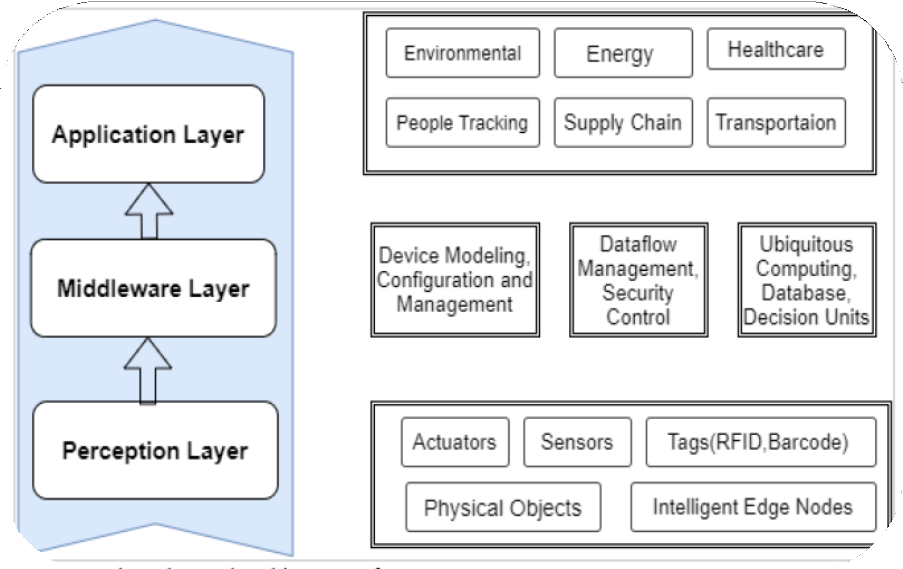 Application Layer
Middleware Layer
Perception Layer
Environmental
Energy
Healthcare
People Tracking
Supply Chain
Transportaion
Device Modeling,
Configuration and
Management
Dataflow
Management,
Security
Control
Ubiquitous
Computing,
Database,
Decision Units
Actuators
Sensors
Tags(RFID,Barcode)
Physical Objects
Intelligent Edge Nodes